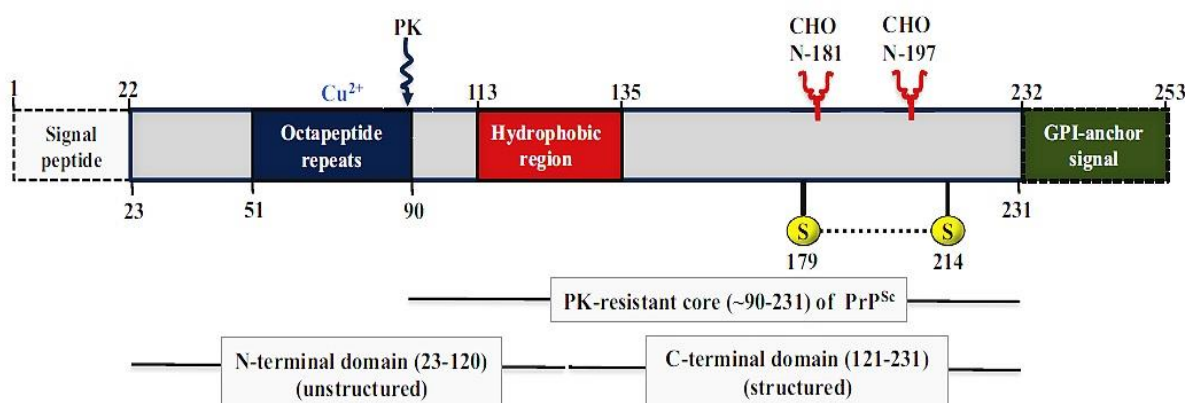 PK
CHO CHO
N-181 N-197
1 22 Cu²⁺ 113 135 232 253
Signal peptide
Octapeptide repeats
Hydrophobic region
GPI-anchor signal
23 51 90 231
S S
179 214
PK-resistant core (~90-231) of PrPˢᶜ
N-terminal domain (23-120)
(unstructured)
C-terminal domain (121-231)
(structured)